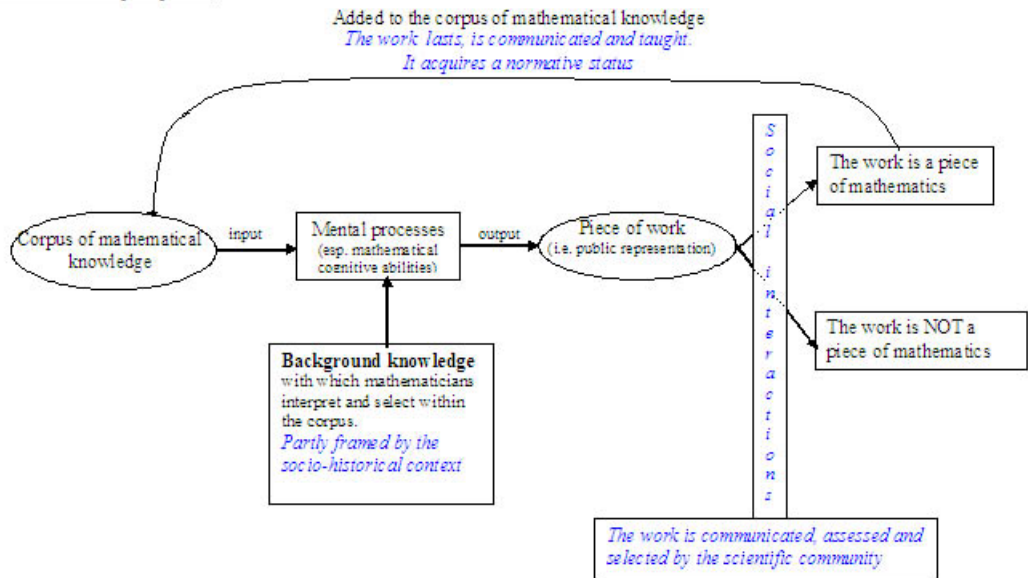 Added to the corpus of mathematical knowledge
The work lasts, is communicated and taught.
It acquires a normative status
Social interactions
The work is a piece
of mathematics
Corpus of mathematical
knowledge
input
Mental processes
(esp. mathematical
cognitive abilities)
output
Piece of work
(i.e. public representation)
The work is NOT a
piece of mathematics
Background knowledge
with which mathematicians
interpret and select within
the corpus.
Partly framed by the
socio-historical context
The work is communicated, assessed and
selected by the scientific community